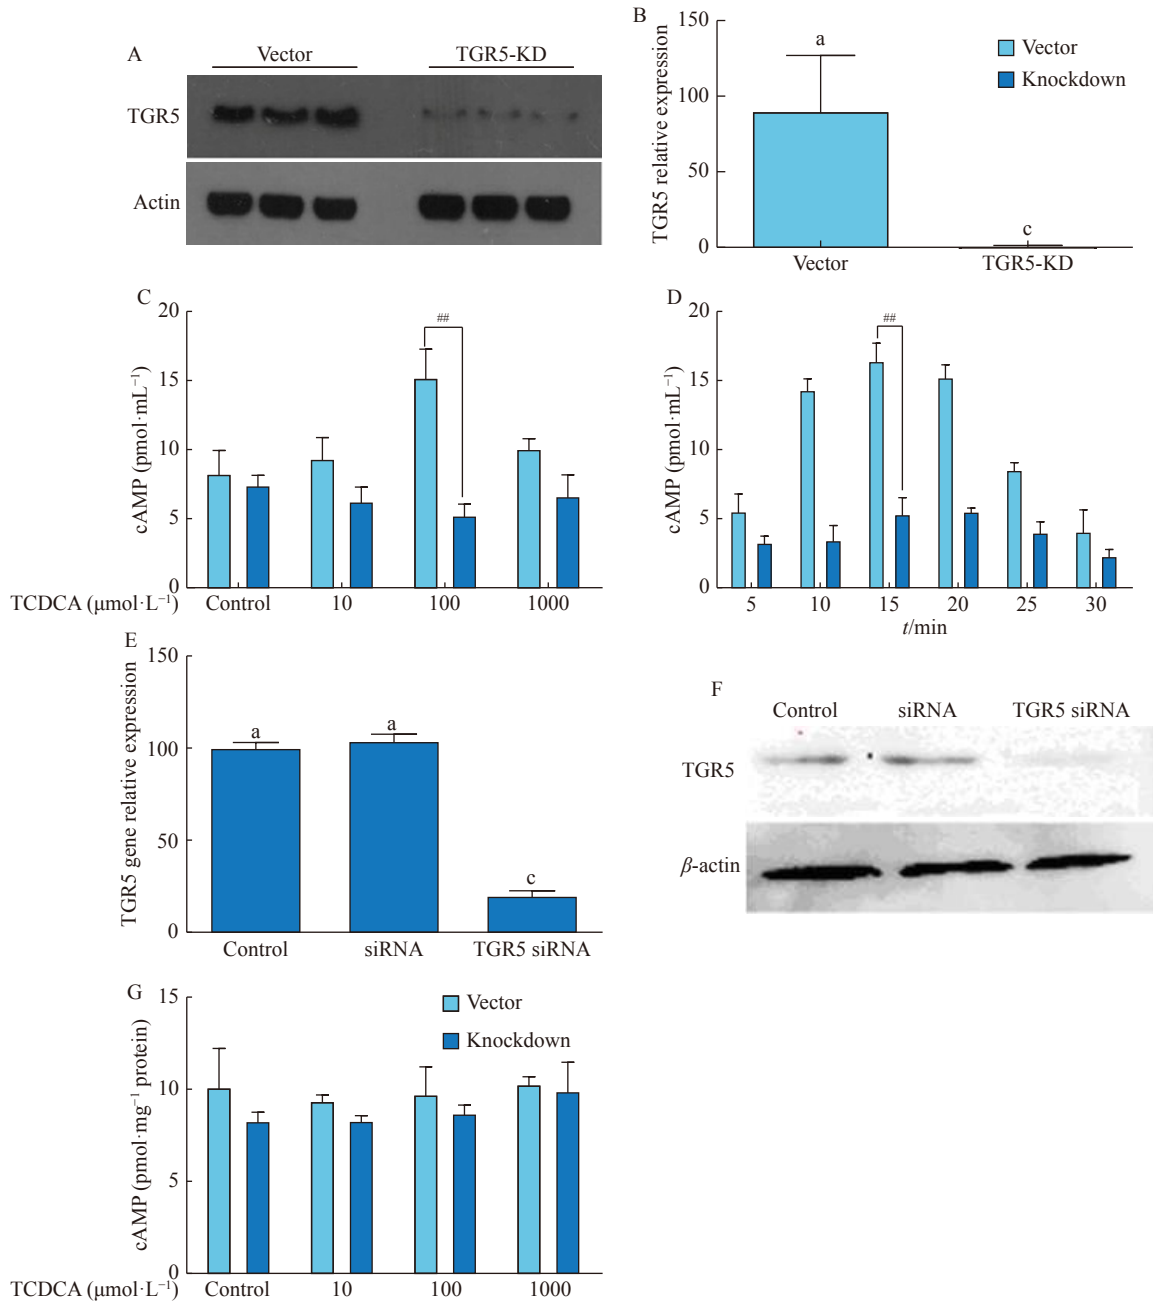 A
Vector
TGR5-KD
TGR5
Actin
B
TGR5 relative expression
150
100
50
0
a
c
Vector
Knockdown
Vector
TGR5-KD
C
cAMP (pmol·mL⁻¹)
20
15
10
5
0
##
TCDCA (μmol·L⁻¹)
Control
10
100
1000
D
cAMP (pmol·mL⁻¹)
20
15
10
5
0
##
5
10
15
20
25
30
t/min
E
TGR5 gene relative expression
150
100
50
0
a
a
c
Control
siRNA
TGR5 siRNA
F
Control
siRNA
TGR5 siRNA
TGR5
β-actin
G
cAMP (pmol·mg⁻¹ protein)
15
10
5
0
Vector
Knockdown
TCDCA (μmol·L⁻¹)
Control
10
100
1000